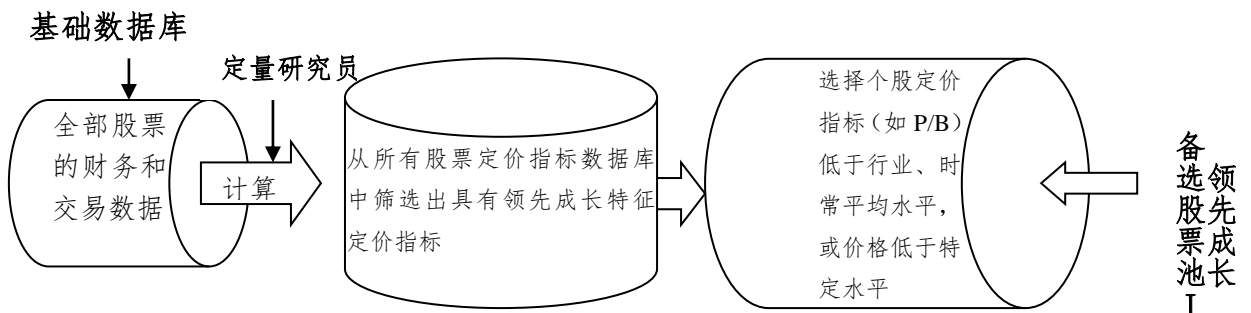 基础数据库
定量研究员
全部股票
的财务和
交易数据
计算
从所有股票定价指标数据库
中筛选出具有领先成长特征
定价指标
选择个股定价
指标（如 P/B）
低于行业、时
常平均水平，
或价格低于特
定水平
领先成长
备选股票池 I